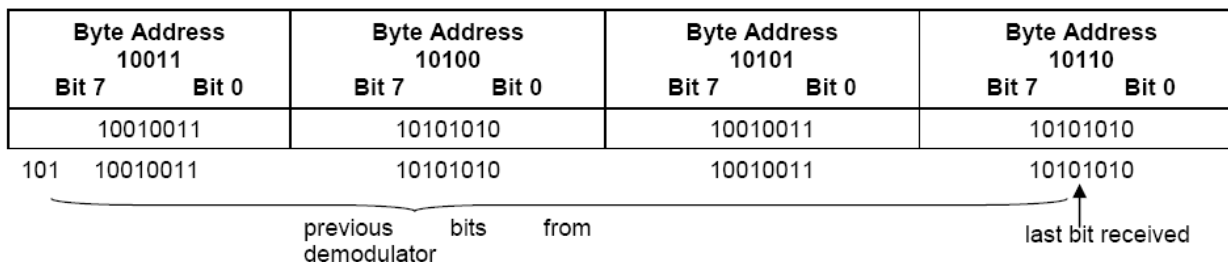 Byte Address Byte Address Byte Address Byte Address
10011 10100 10101 10110
Bit 7 Bit 0 Bit 7 Bit 0 Bit 7 Bit 0 Bit 7 Bit 0
10010011 10101010 10010011 10101010
101 10010011 10101010 10010011 10101010
previous bits from
demodulator
last bit received